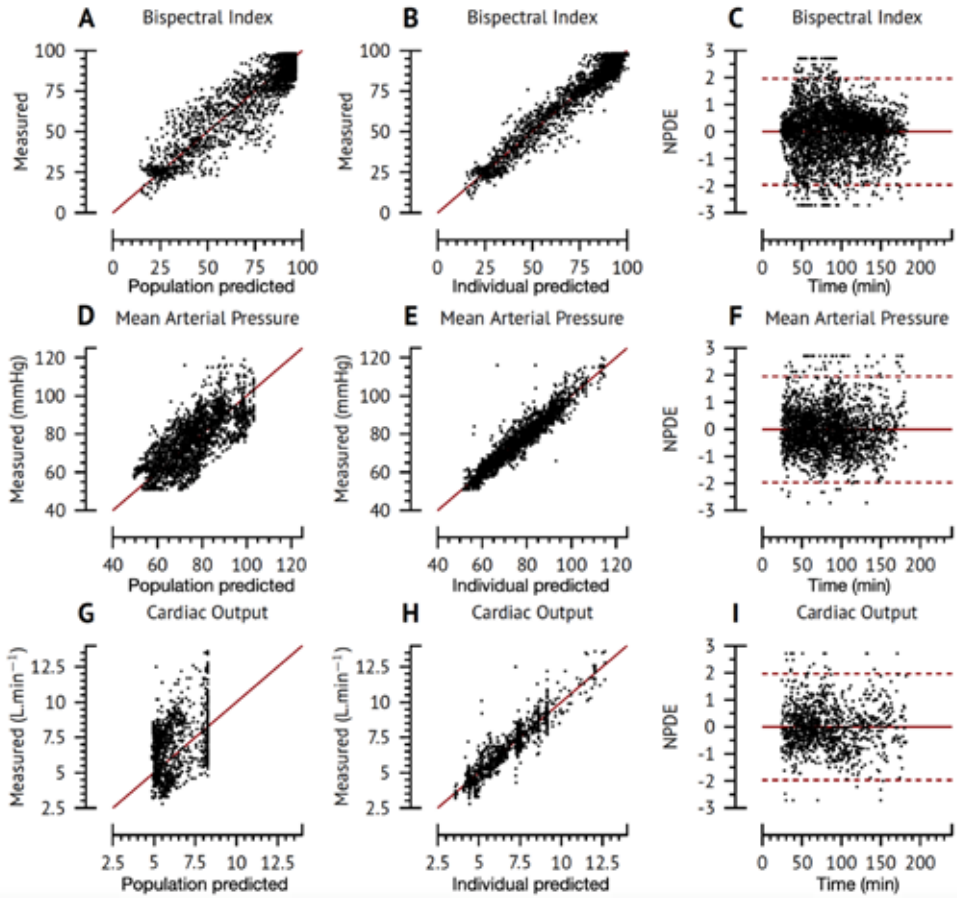 A Bispectral Index
B Bispectral Index
C Bispectral Index
Measured
100
75
50
25
0
0 25 50 75 100
Population predicted
Measured
100
75
50
25
0
0 25 50 75 100
Individual predicted
NPDE
3
2
1
0
-1
-2
-3
0 50 100 150 200
Time (min)
D Mean Arterial Pressure
E Mean Arterial Pressure
F Mean Arterial Pressure
Measured (mmHg)
120
100
80
60
40
40 60 80 100 120
Population predicted
Measured (mmHg)
120
100
80
60
40
40 60 80 100 120
Individual predicted
NPDE
3
2
1
0
-1
-2
-3
0 50 100 150 200
Time (min)
G Cardiac Output
H Cardiac Output
I Cardiac Output
Measured (L.min⁻¹)
12.5
10
7.5
5
2.5
2.5 5 7.5 10 12.5
Population predicted
Measured (L.min⁻¹)
12.5
10
7.5
5
2.5
2.5 5 7.5 10 12.5
Individual predicted
NPDE
3
2
1
0
-1
-2
-3
0 50 100 150 200
Time (min)